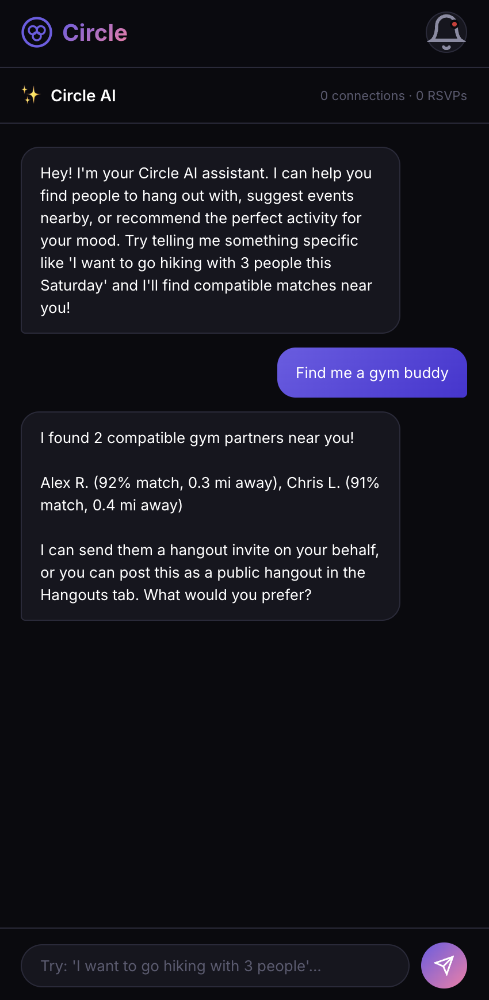 Circle
Circle AI
0 connections · 0 RSVPs
Hey! I'm your Circle AI assistant. I can help you
find people to hang out with, suggest events
nearby, or recommend the perfect activity for
your mood. Try telling me something specific
like 'I want to go hiking with 3 people this
Saturday' and I'll find compatible matches near
you!
Find me a gym buddy
I found 2 compatible gym partners near you!
Alex R. (92% match, 0.3 mi away), Chris L. (91%
match, 0.4 mi away)
I can send them a hangout invite on your behalf,
or you can post this as a public hangout in the
Hangouts tab. What would you prefer?
Try: 'I want to go hiking with 3 people'...